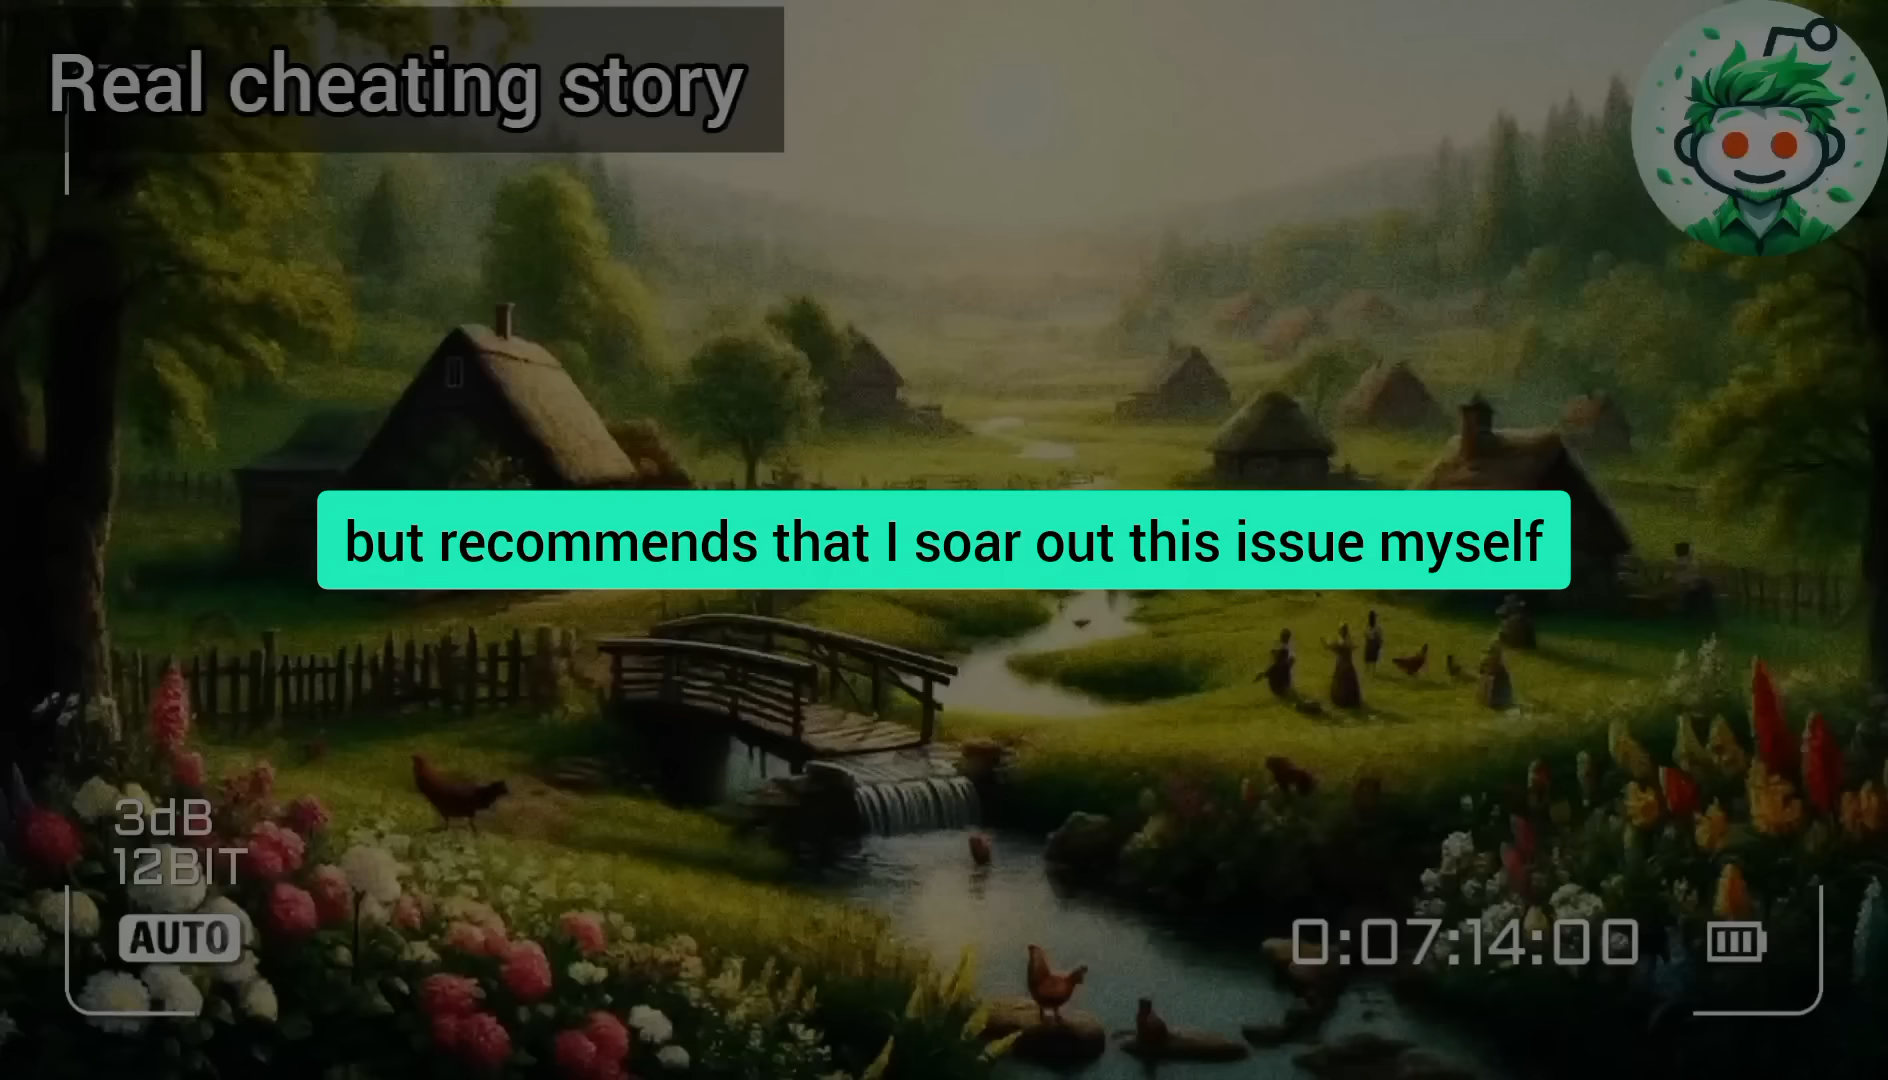 Real cheating story
but recommends that I soar out this issue myself
3dB
12BIT
AUTO
0:07:14:00